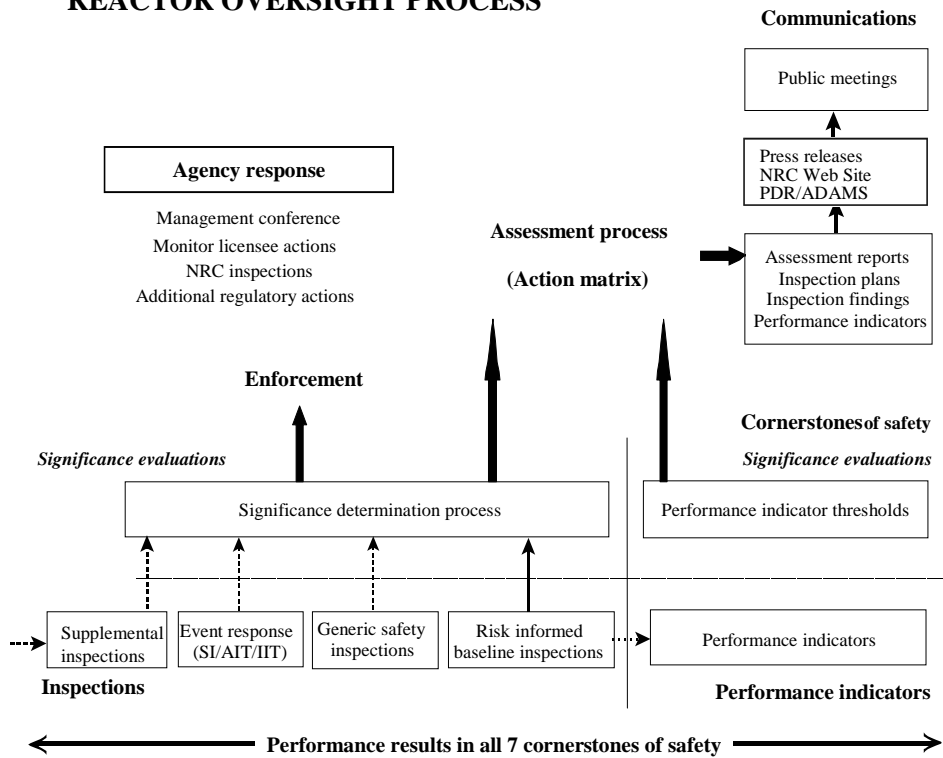 REACTOR OVERSIGHT PROCESS
Communications
Public meetings
Press releases
NRC Web Site
PDR/ADAMS
Agency response
Management conference
Monitor licensee actions
NRC inspections
Additional regulatory actions
Assessment process
(Action matrix)
Assessment reports
Inspection plans
Inspection findings
Performance indicators
Enforcement
Cornerstones of safety
Significance evaluations
Significance evaluations
Significance determination process
Performance indicator thresholds
Supplemental
inspections
Event response
(SI/AIT/IIT)
Generic safety
inspections
Risk informed
baseline inspections
Performance indicators
Inspections
Performance indicators
Performance results in all 7 cornerstones of safety